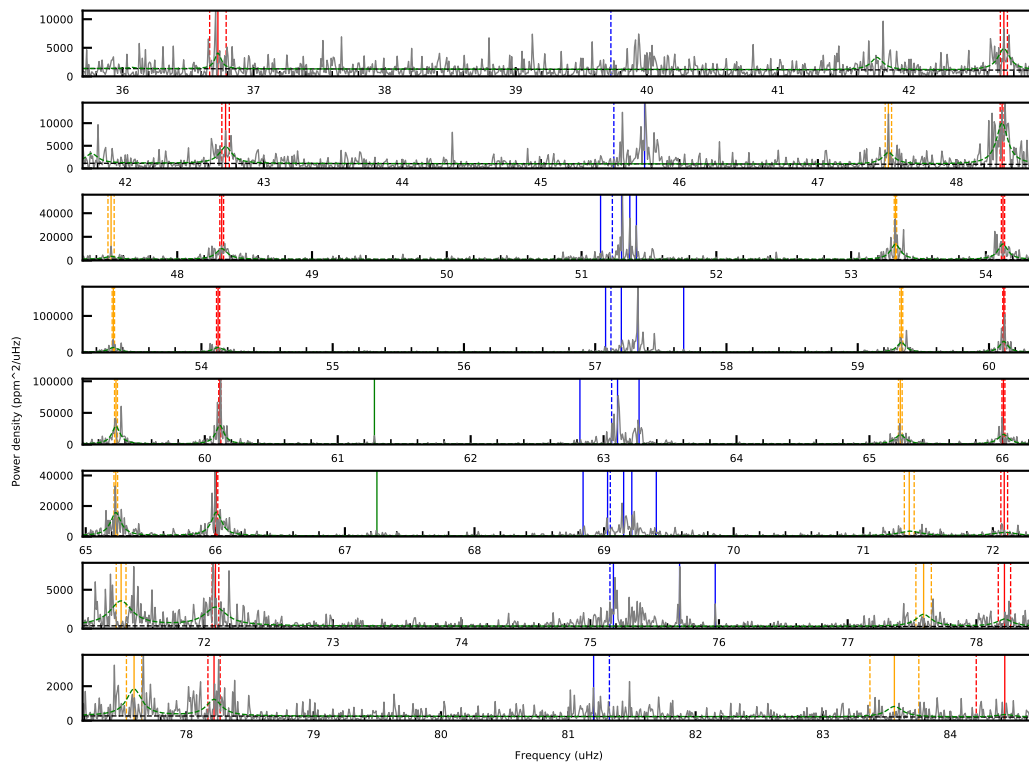 10000
5000
0
36 37 38 39 40 41 42
10000
5000
0
42 43 44 45 46 47 48
40000
20000
0
48 49 50 51 52 53 54
100000
0
54 55 56 57 58 59 60
Power density (ppm^2/uHz)
100000
50000
0
60 61 62 63 64 65 66
40000
20000
0
65 66 67 68 69 70 71 72
5000
0
72 73 74 75 76 77 78
2000
0
78 79 80 81 82 83 84
Frequency (uHz)